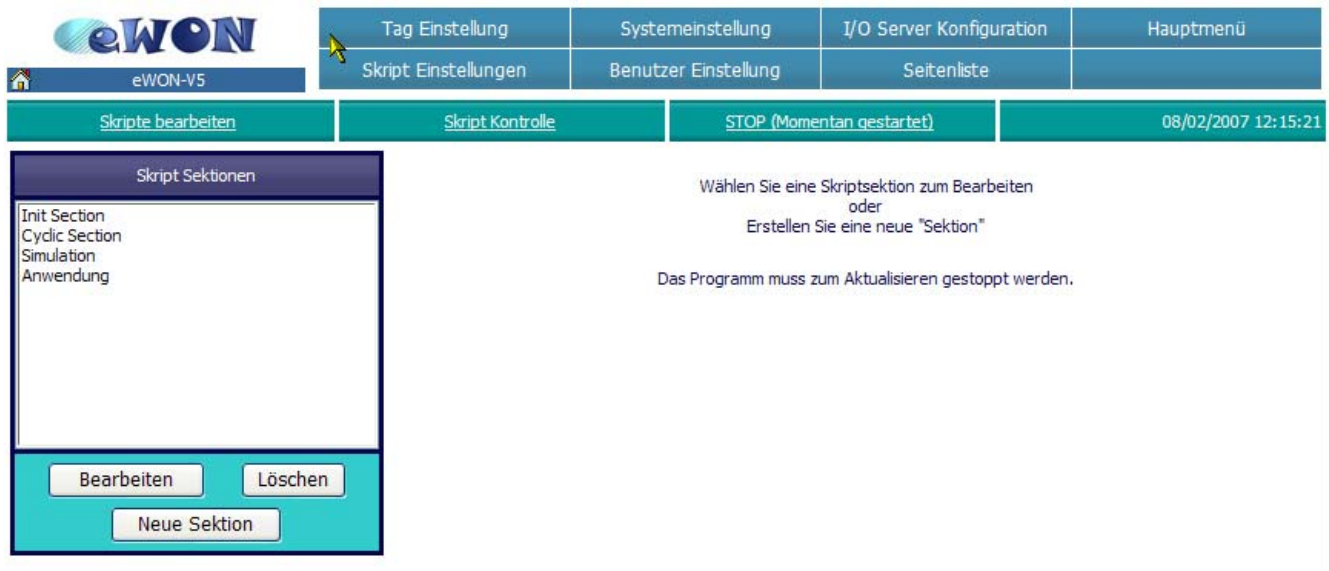 eWON
Tag Einstellung
Systemeinstellung
I/O Server Konfiguration
Hauptmenü
eWON-V5
Skript Einstellungen
Benutzer Einstellung
Seitenliste
Skripte bearbeiten
Skript Kontrolle
STOP (Momentan gestartet)
08/02/2007 12:15:21
Skript Sektionen
Init Section
Cyclic Section
Simulation
Anwendung
Bearbeiten
Löschen
Neue Sektion
Wählen Sie eine Skriptsektion zum Bearbeiten
oder
Erstellen Sie eine neue "Sektion"
Das Programm muss zum Aktualisieren gestoppt werden.